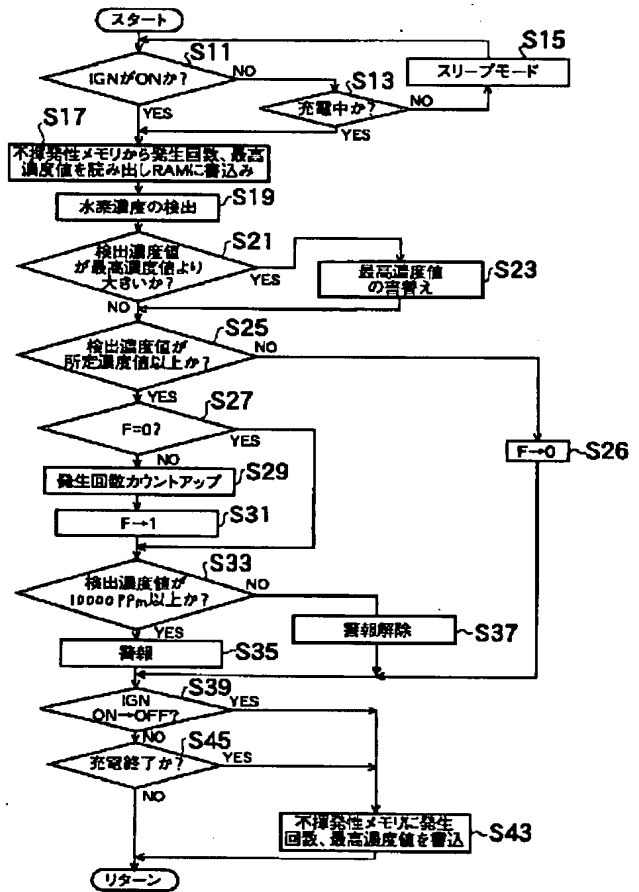 スタート
S11
IGNがONか?
NO
YES
S13
充電中か?
NO
YES
S15
スリープモード
S17
不揮発性メモリから発生回数、最高
濃度値を読み出しRAMに書込み
S19
水素濃度の検出
S21
検出濃度値
が最高濃度値より
大きいか?
YES
NO
S23
最高濃度値
の書替え
S25
検出濃度値が
所定濃度値以上か?
NO
YES
S27
F=0?
YES
NO
F→0
S26
発生回数カウントアップ
S29
F→1
S31
S33
検出濃度値が
10000PPm以上か?
NO
YES
警報
S35
警報解除
S37
S39
IGN
ON→OFF?
YES
NO
S45
充電終了か?
YES
NO
不揮発性メモリに発生
回数、最高濃度値を書込
S43
リターン